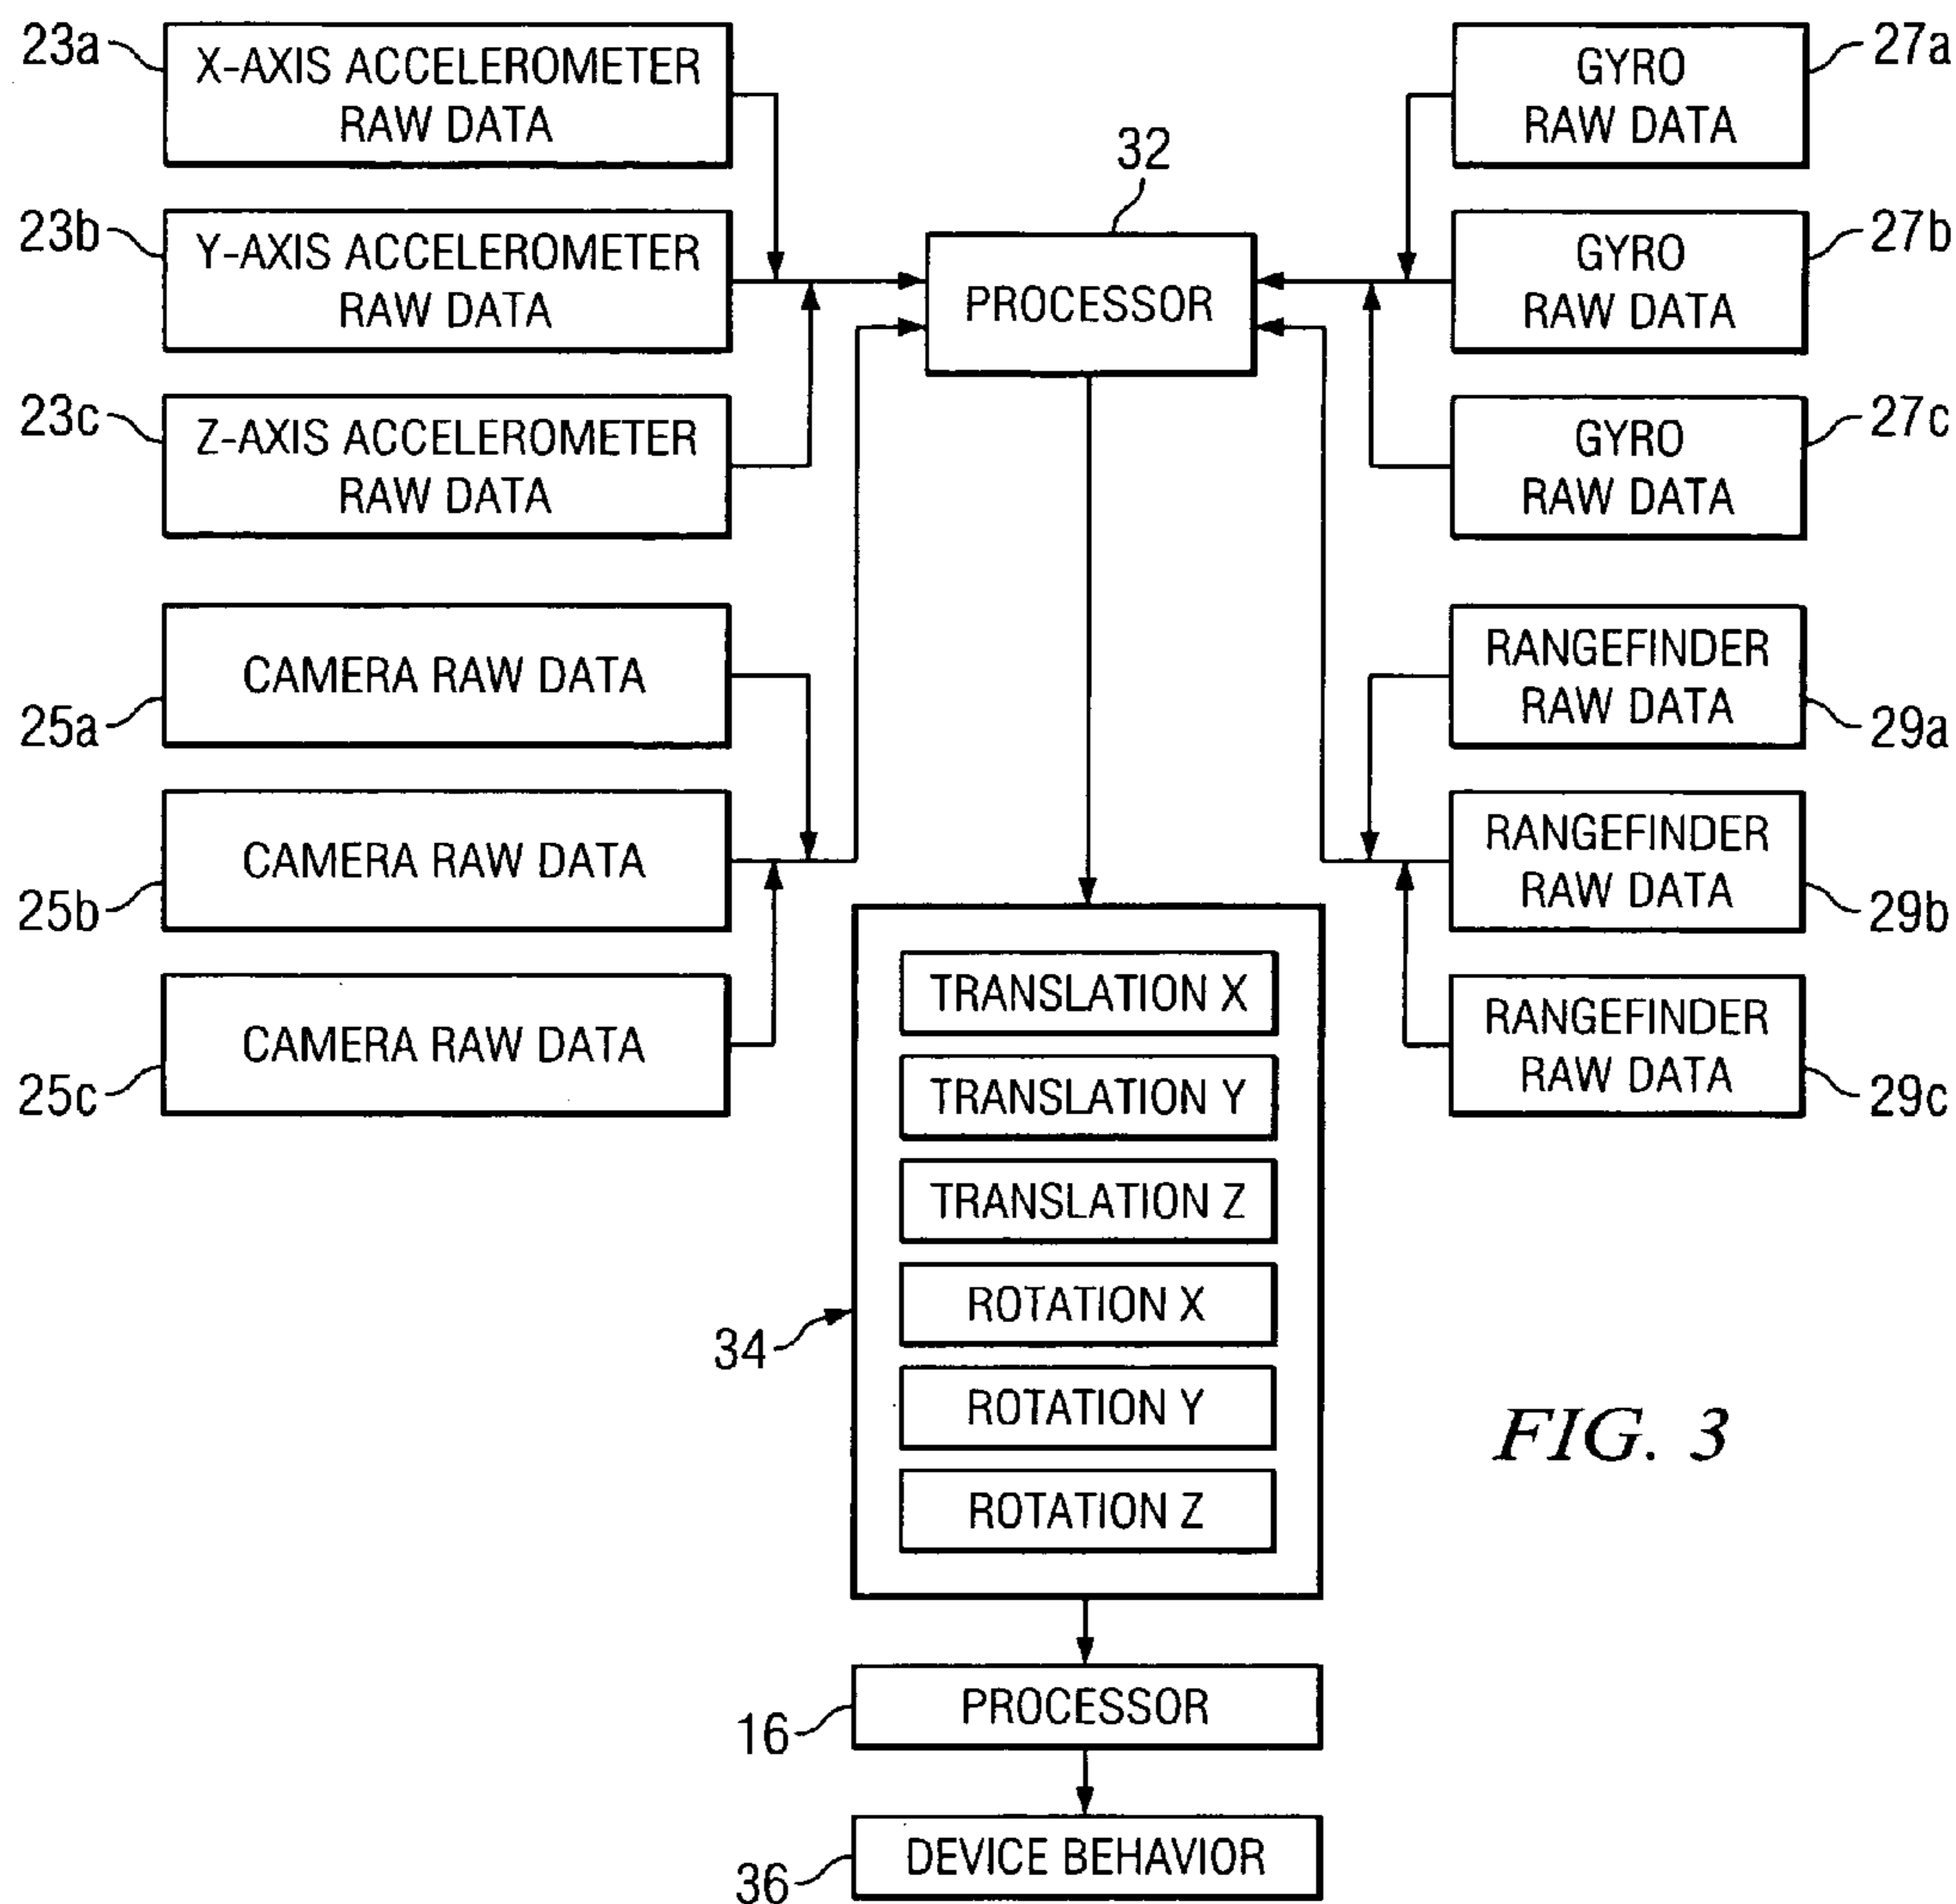 23a
X-AXIS ACCELEROMETER
RAW DATA
23b
Y-AXIS ACCELEROMETER
RAW DATA
23c
Z-AXIS ACCELEROMETER
RAW DATA
25a
CAMERA RAW DATA
25b
CAMERA RAW DATA
25c
CAMERA RAW DATA
32
PROCESSOR
27a
GYRO
RAW DATA
27b
GYRO
RAW DATA
27c
GYRO
RAW DATA
29a
RANGEFINDER
RAW DATA
29b
RANGEFINDER
RAW DATA
29c
RANGEFINDER
RAW DATA
34
TRANSLATION X
TRANSLATION Y
TRANSLATION Z
ROTATION X
ROTATION Y
ROTATION Z
16
PROCESSOR
36
DEVICE BEHAVIOR
FIG. 3